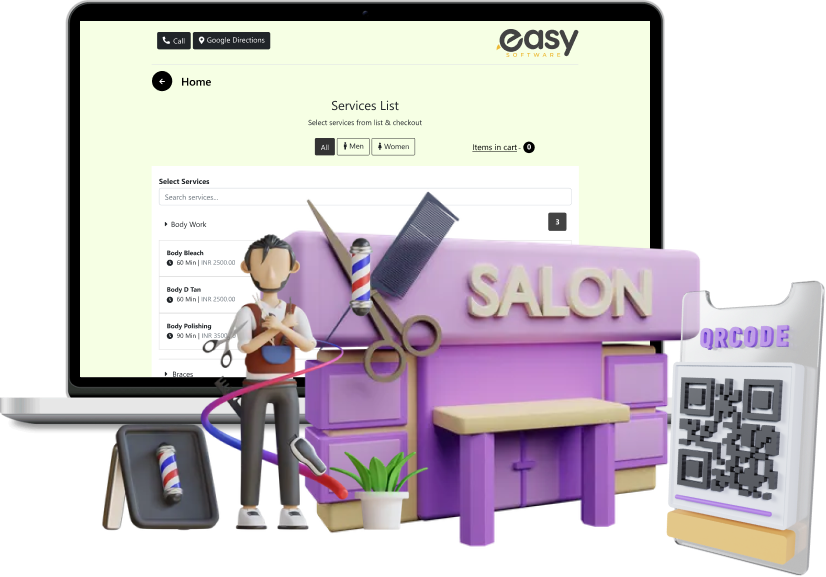 Call
Google Directions
easy
SOFTWARE
Home
Services List
Select services from list & checkout
All
Men
Women
Items in cart - 0
Select Services
Search services...
Body Work
3
Body Bleach
60 Min | INR 2500.00
Body D Tan
60 Min | INR 2500.00
Body Polishing
90 Min | INR 3500
Braces
SALON
QRCODE